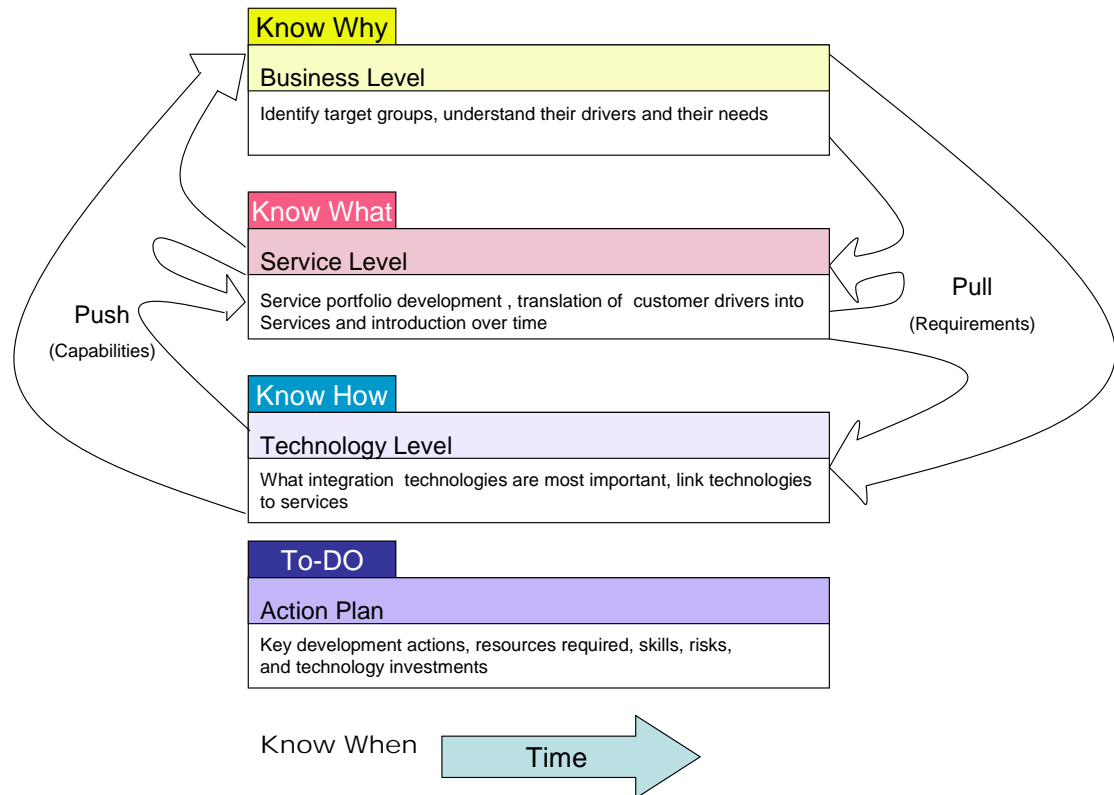 Know Why
Business Level
Identify target groups, understand their drivers and their needs
Know What
Service Level
Service portfolio development , translation of customer drivers into
Services and introduction over time
Push
(Capabilities)
Pull
(Requirements)
Know How
Technology Level
What integration technologies are most important, link technologies
to services
To-DO
Action Plan
Key development actions, resources required, skills, risks,
and technology investments
Know When
Time